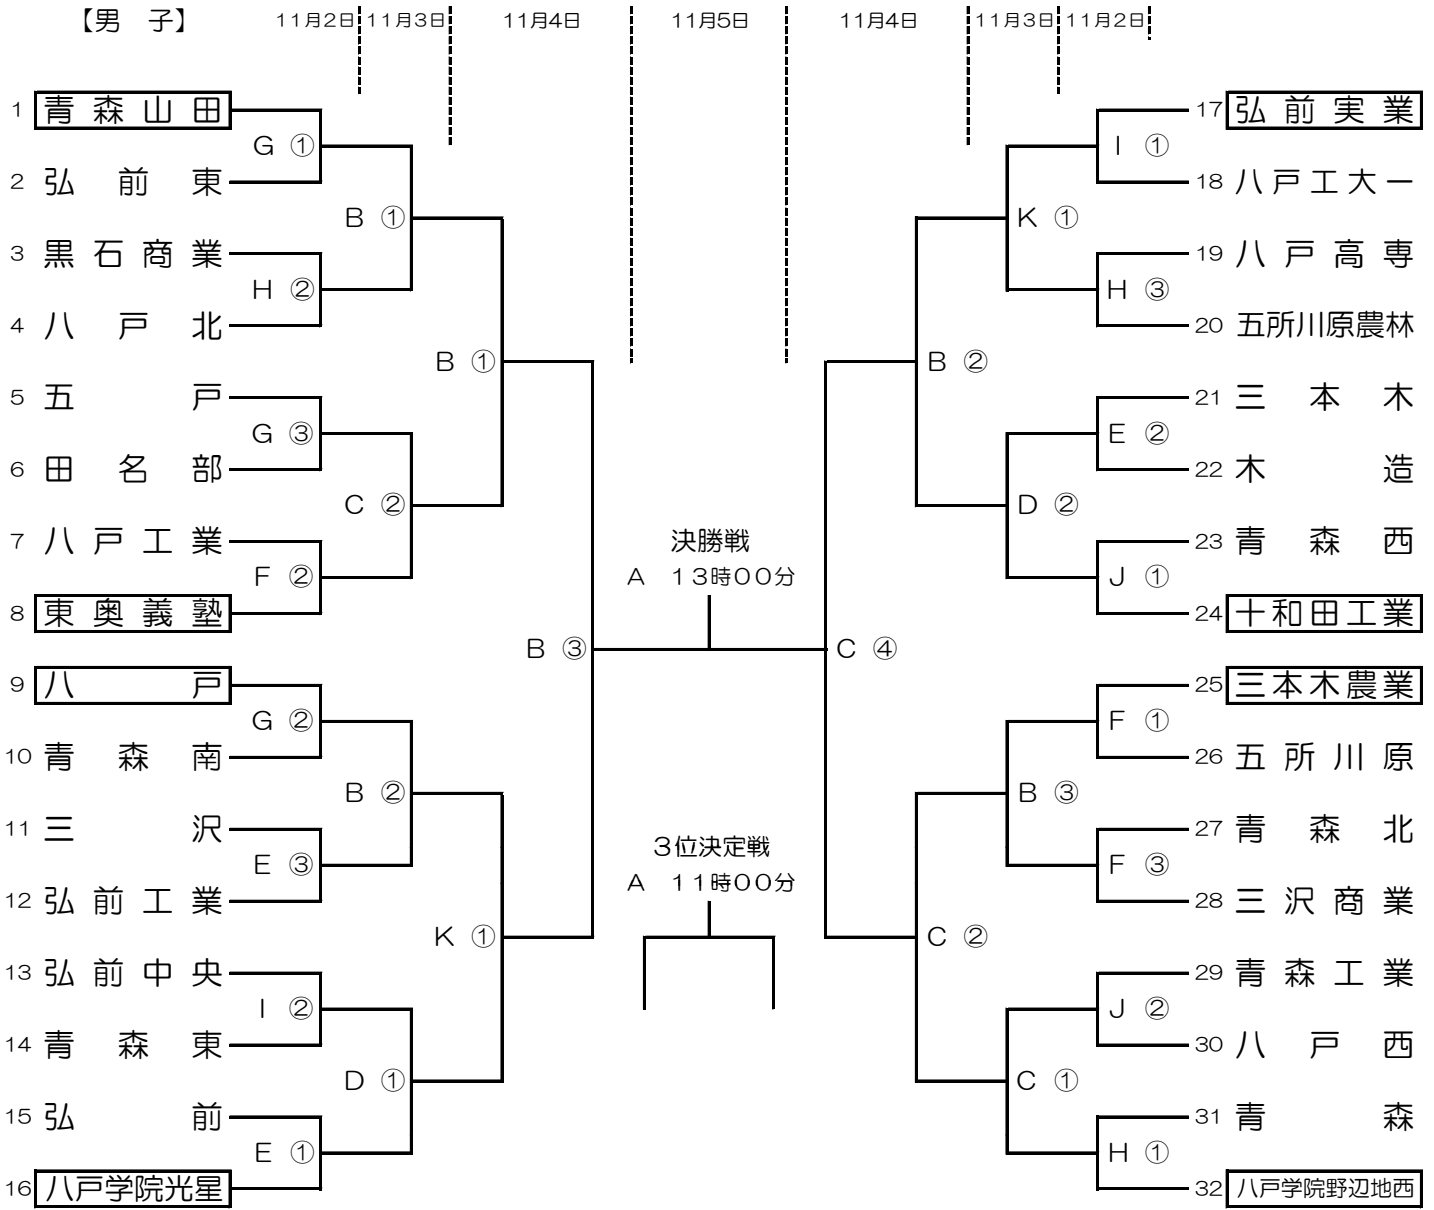 【男　子】 11月2日 11月3日 11月4日 11月5日 11月4日 11月3日 11月2日
1 青森山田
G ①
2 弘前東
B ①
3 黒石商業
H ②
4 八戸北
B ①
5 五戸
G ③
6 田名部
C ②
7 八戸工業
F ②
8 東奥義塾
B ③
9 八戸
G ②
10 青森南
B ②
11 三沢
E ③
12 弘前工業
K ①
13 弘前中央
I ②
14 青森東
D ①
15 弘前
E ①
16 八戸学院光星
決勝戦
A　13時00分
3位決定戦
A　11時00分
17 弘前実業
I ①
18 八戸工大一
K ①
19 八戸高専
H ③
20 五所川原農林
B ②
21 三本木
E ②
22 木造
D ②
23 青森西
J ①
24 十和田工業
C ④
25 三本木農業
F ①
26 五所川原
B ③
27 青森北
F ③
28 三沢商業
C ②
29 青森工業
J ②
30 八戸西
C ①
31 青森
H ①
32 八戸学院野辺地西